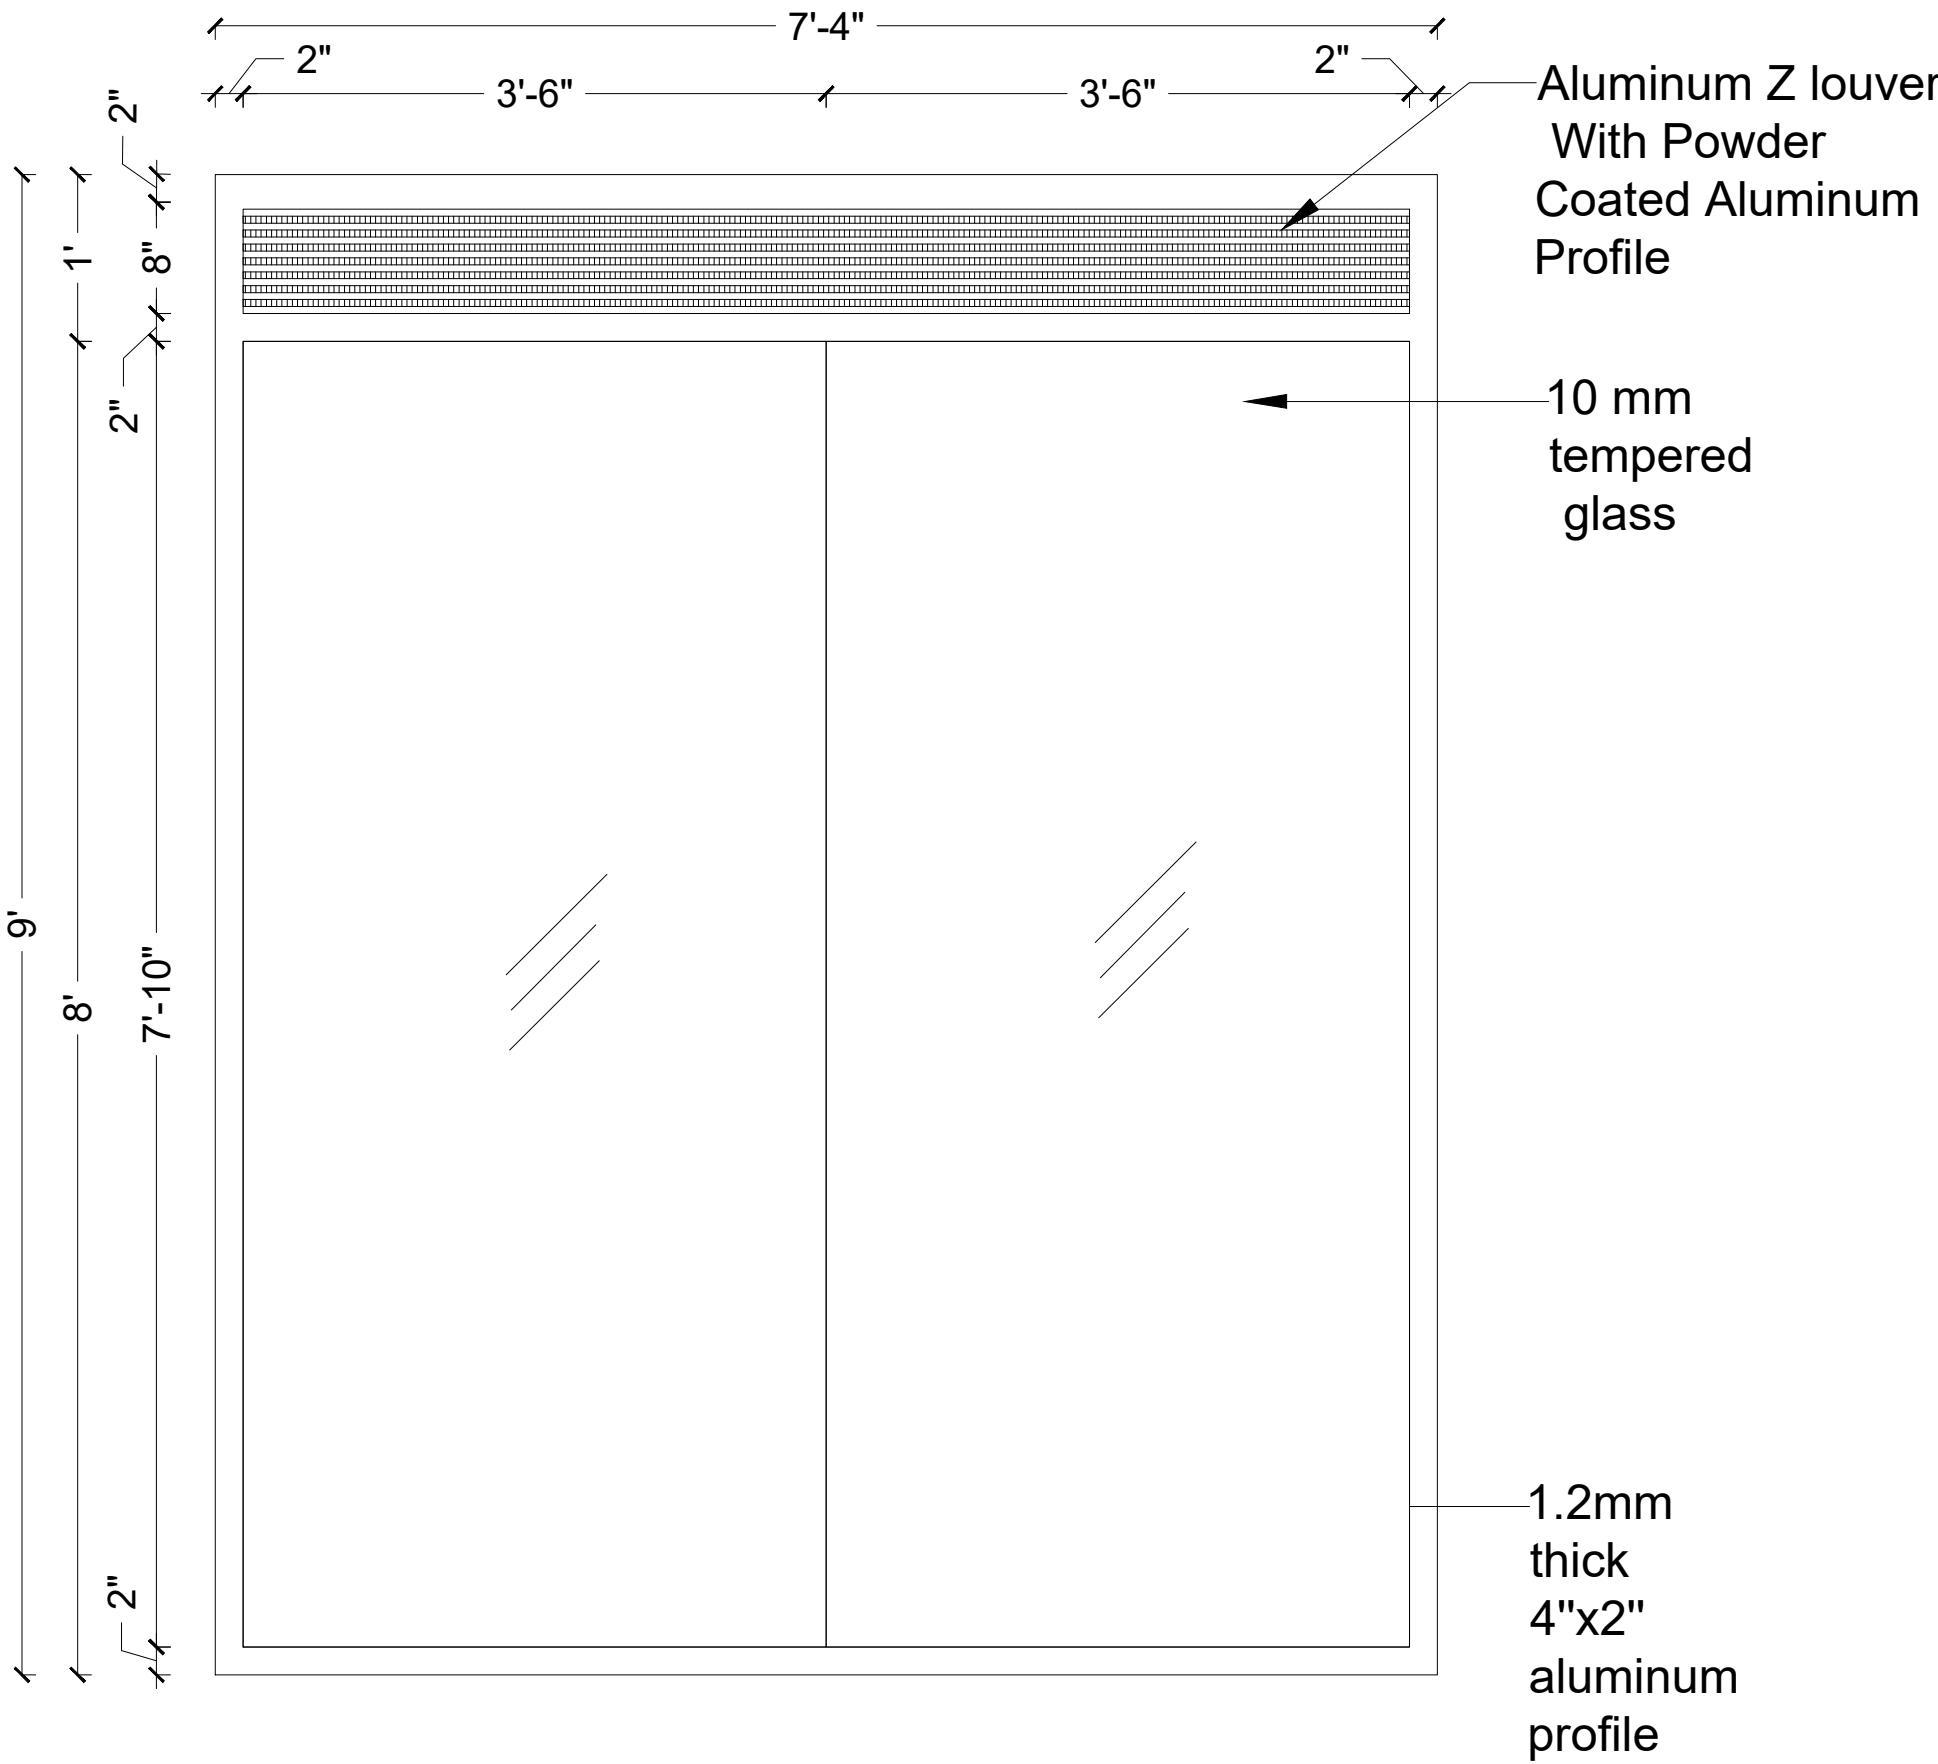 7'-4"
2"
2"
3'-6"
3'-6"
2"
1'
8"
2"
9'
8'
7'-10"
2"
Aluminum Z louver
With Powder
Coated Aluminum
Profile
10 mm
tempered
glass
1.2mm
thick
4"x2"
aluminum
profile